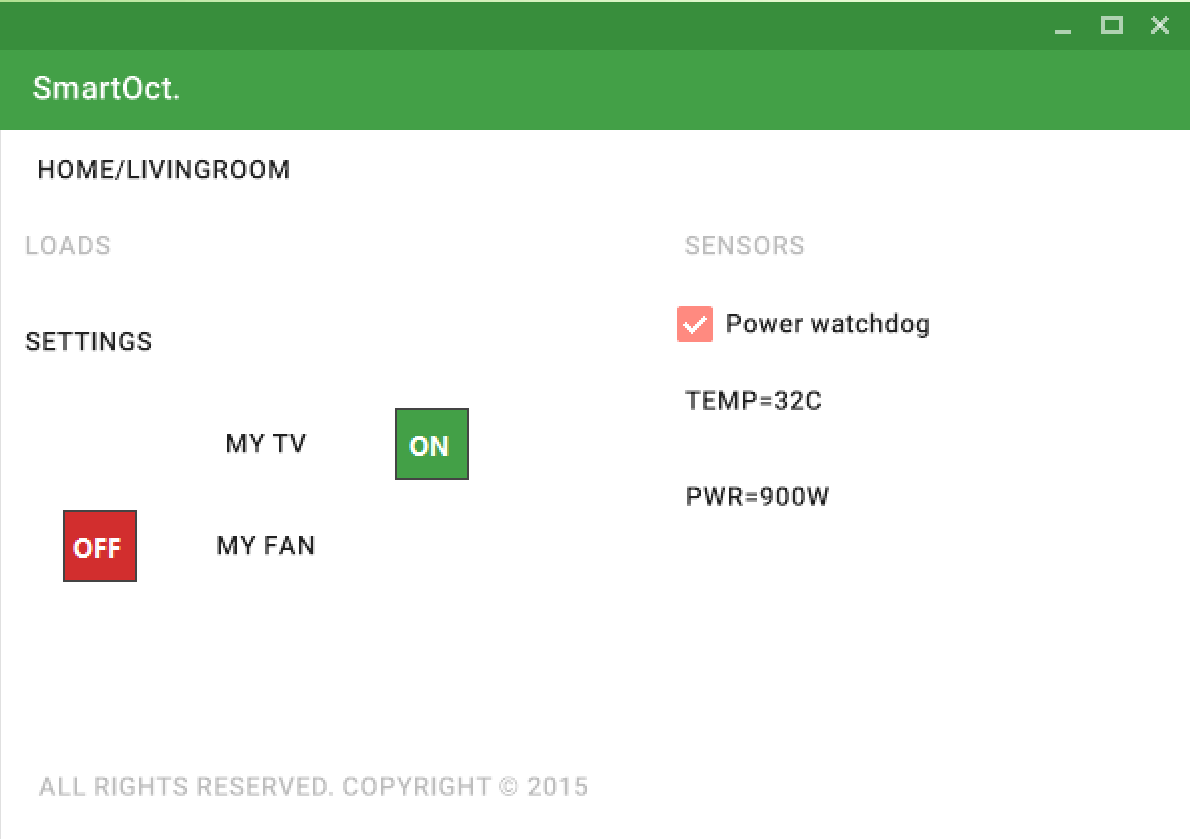 SmartOct.
HOME/LIVINGROOM
LOADS
SENSORS
Power watchdog
SETTINGS
TEMP=32C
MY TV
ON
PWR=900W
OFF
MY FAN
ALL RIGHTS RESERVED. COPYRIGHT © 2015